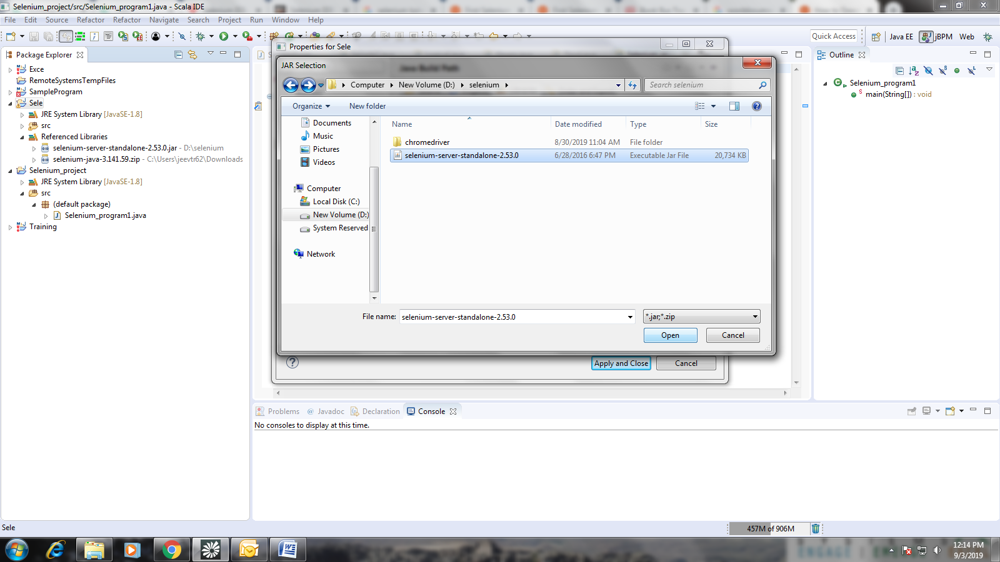 Selenium_project/src/Selenium_program1.java - Scala IDE
File Edit Source Refactor Refactor Navigate Search Project Run Window Help
Quick Access
Java EE
jBPM
Web
Package Explorer
Exce
RemoteSystemsTempFiles
SampleProgram
Sele
JRE System Library [JavaSE-1.8]
src
Referenced Libraries
selenium-server-standalone-2.53.0.jar - D:\selenium
selenium-java-3.141.59.zip - C:\Users\jeevtr62\Downloads
Selenium_project
JRE System Library [JavaSE-1.8]
src
(default package)
Selenium_program1.java
Training
Properties for Sele
Java Build Path
JAR Selection
Computer New Volume (D:) selenium
Search selenium
Organize New folder
Documents
Music
Pictures
Videos
Computer
Local Disk (C:)
New Volume (D:)
System Reserved
Network
Name Date modified Type Size
chromedriver 8/30/2019 11:04 AM File folder
selenium-server-standalone-2.53.0 6/28/2016 6:47 PM Executable Jar File 20,734 KB
File name: selenium-server-standalone-2.53.0 *.jar;*.zip
Open Cancel
Apply and Close Cancel
Outline
Selenium_program1
main(String[]) : void
Problems @ Javadoc Declaration Console
No consoles to display at this time.
Sele
457M of 906M
12:14 PM
9/3/2019